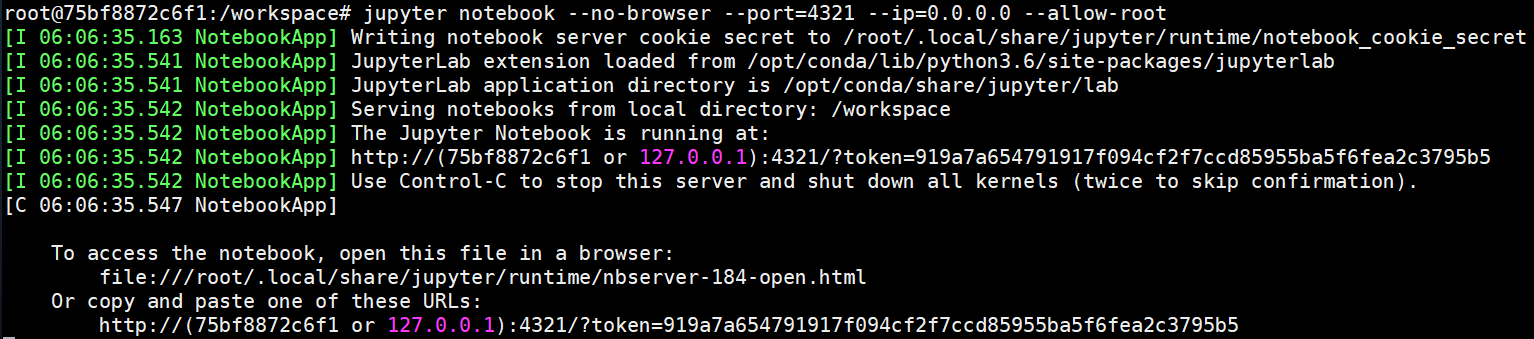 root@75bf8872c6f1:/workspace# jupyter notebook --no-browser --port=4321 --ip=0.0.0.0 --allow-root
[I 06:06:35.163 NotebookApp] Writing notebook server cookie secret to /root/.local/share/jupyter/runtime/notebook_cookie_secret
[I 06:06:35.541 NotebookApp] JupyterLab extension loaded from /opt/conda/lib/python3.6/site-packages/jupyterlab
[I 06:06:35.541 NotebookApp] JupyterLab application directory is /opt/conda/share/jupyter/lab
[I 06:06:35.542 NotebookApp] Serving notebooks from local directory: /workspace
[I 06:06:35.542 NotebookApp] The Jupyter Notebook is running at:
[I 06:06:35.542 NotebookApp] http://(75bf8872c6f1 or 127.0.0.1):4321/?token=919a7a654791917f094cf2f7ccd85955ba5f6fea2c3795b5
[I 06:06:35.542 NotebookApp] Use Control-C to stop this server and shut down all kernels (twice to skip confirmation).
[C 06:06:35.547 NotebookApp]
To access the notebook, open this file in a browser:
file:///root/.local/share/jupyter/runtime/nbserver-184-open.html
Or copy and paste one of these URLs:
http://(75bf8872c6f1 or 127.0.0.1):4321/?token=919a7a654791917f094cf2f7ccd85955ba5f6fea2c3795b5